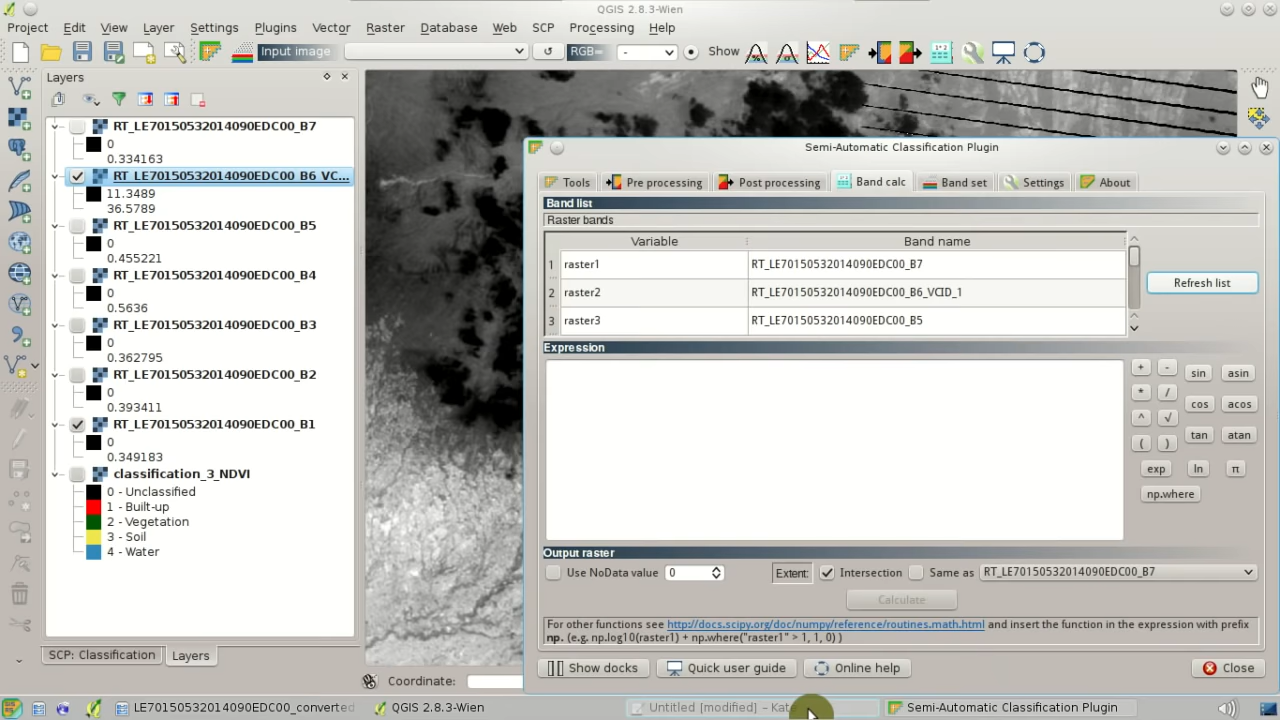 QGIS 2.8.3-Wien
Project Edit View Layer Settings Plugins Vector Raster Database Web SCP Processing Help
Input image RGB= - Show
Layers
RT_LE70150532014090EDC00_B7
0
0.334163
RT_LE70150532014090EDC00_B6_VC...
11.3489
36.5789
RT_LE70150532014090EDC00_B5
0
0.455221
RT_LE70150532014090EDC00_B4
0
0.5636
RT_LE70150532014090EDC00_B3
0
0.362795
RT_LE70150532014090EDC00_B2
0
0.393411
RT_LE70150532014090EDC00_B1
0
0.349183
classification_3_NDVI
0 - Unclassified
1 - Built-up
2 - Vegetation
3 - Soil
4 - Water
SCP: Classification Layers
Coordinate:
Semi-Automatic Classification Plugin
Tools Pre processing Post processing Band calc Band set Settings About
Band list
Raster bands
Variable Band name
1 raster1 RT_LE70150532014090EDC00_B7
2 raster2 RT_LE70150532014090EDC00_B6_VCID_1
3 raster3 RT_LE70150532014090EDC00_B5
Refresh list
Expression
+ - sin asin
* / cos acos
^ √ tan atan
( )
exp ln π
np.where
Output raster
Use NoData value 0 Extent: Intersection Same as RT_LE70150532014090EDC00_B7
Calculate
For other functions see http://docs.scipy.org/doc/numpy/reference/routines.math.html and insert the function in the expression with prefix
np. (e.g. np.log10(raster1) + np.where("raster1" > 1, 1, 0) )
Show docks Quick user guide Online help Close
LE70150532014090EDC00_converted QGIS 2.8.3-Wien Untitled [modified] – Kate Semi-Automatic Classification Plugin